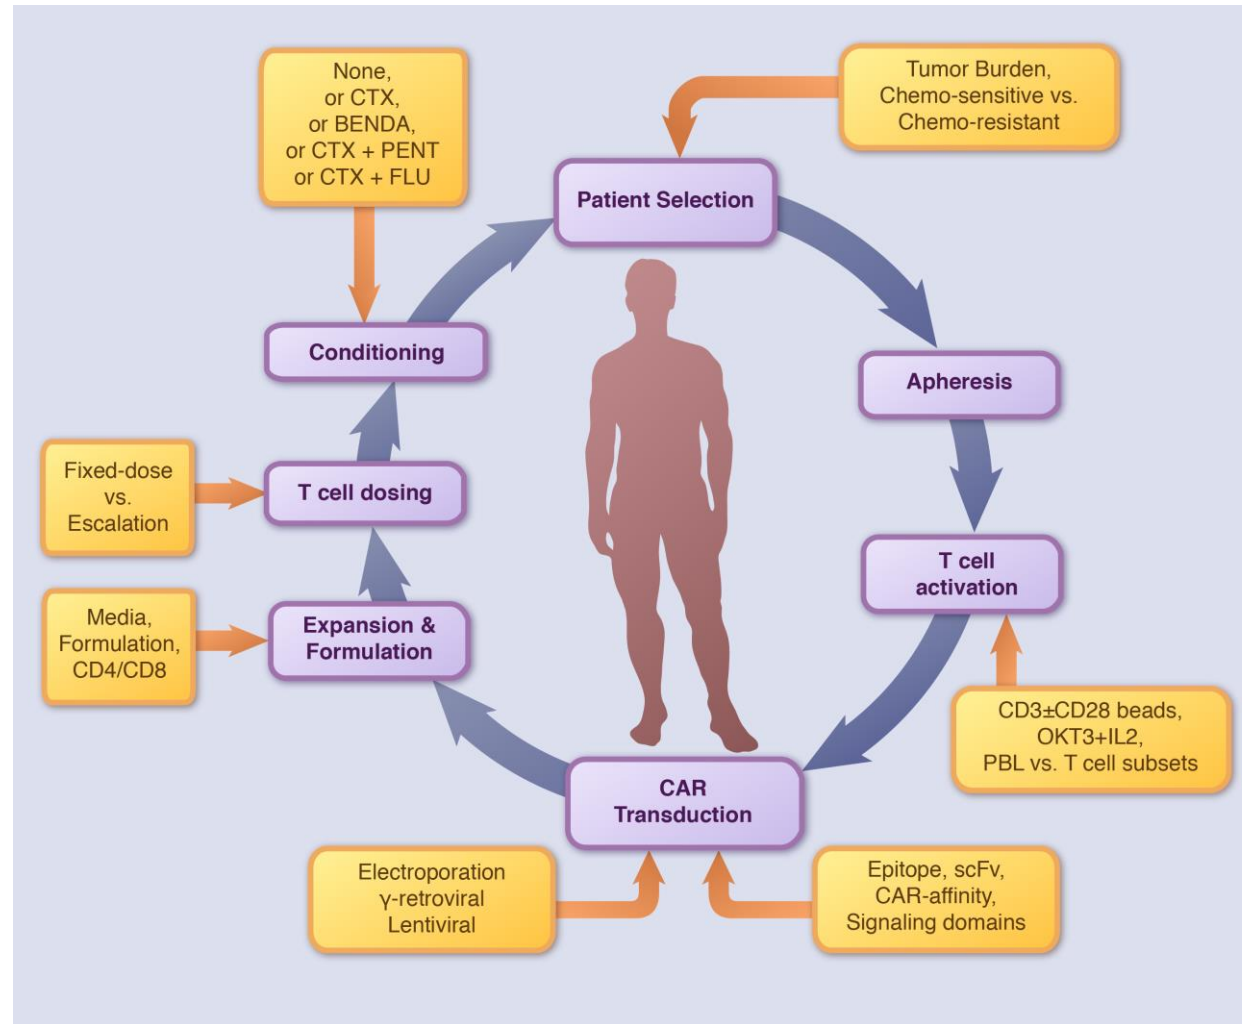 None,
or CTX,
or BENDA,
or CTX + PENT
or CTX + FLU
Tumor Burden,
Chemo-sensitive vs.
Chemo-resistant
Patient Selection
Conditioning
Apheresis
Fixed-dose
vs.
Escalation
T cell dosing
T cell
activation
Media,
Formulation,
CD4/CD8
Expansion &
Formulation
CD3±CD28 beads,
OKT3+IL2,
PBL vs. T cell subsets
CAR
Transduction
Electroporation
γ-retroviral
Lentiviral
Epitope, scFv,
CAR-affinity,
Signaling domains